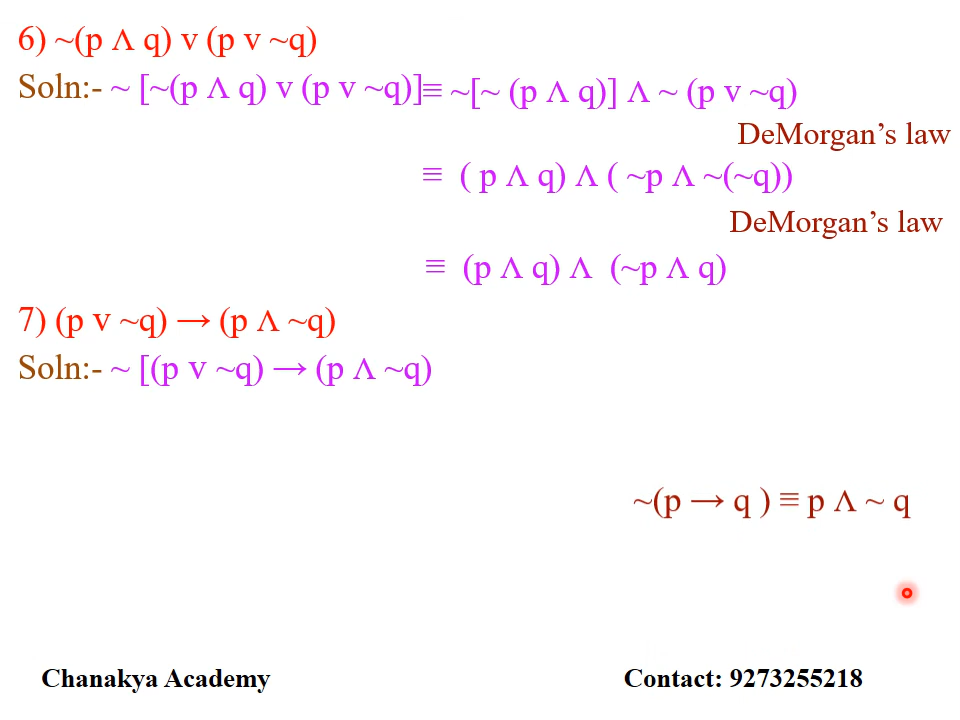 6) ~(p Λ q) v (p v ~q)
Soln:- ~ [~(p Λ q) v (p v ~q)]≡ ~[~ (p Λ q)] Λ ~ (p v ~q)
DeMorgan’s law
≡ ( p Λ q) Λ ( ~p Λ ~(~q))
DeMorgan’s law
≡ (p Λ q) Λ (~p Λ q)
7) (p v ~q) → (p Λ ~q)
Soln:- ~ [(p v ~q) → (p Λ ~q)
~(p → q ) ≡ p Λ ~ q
Chanakya Academy Contact: 9273255218